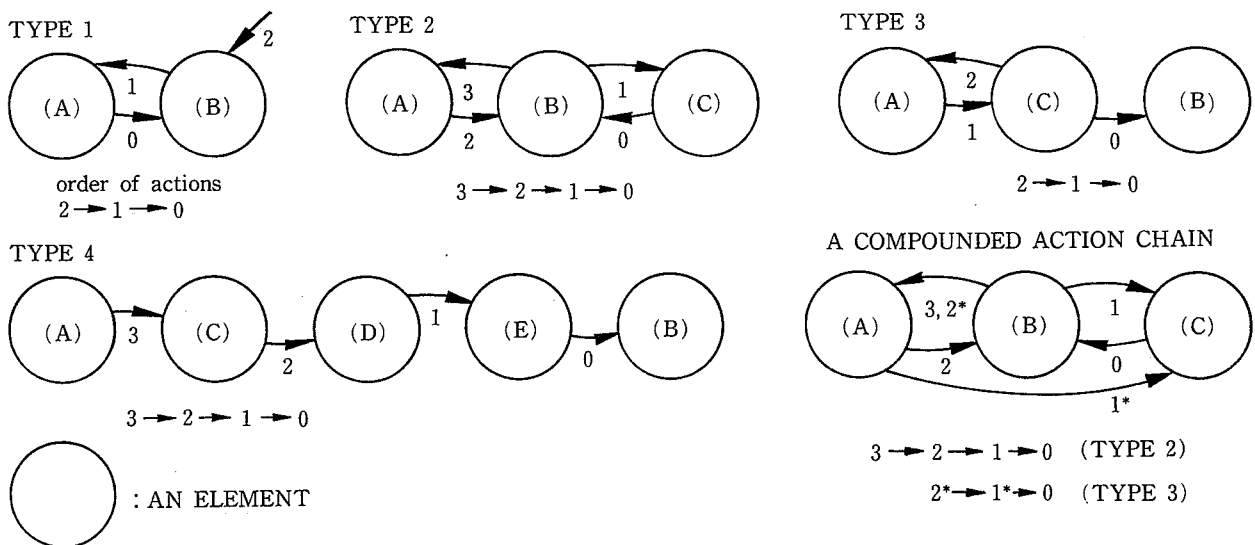 TYPE 1
2
(A)
1
(B)
0
order of actions
2 → 1 → 0
TYPE 2
(A)
3
(B)
1
(C)
2
0
3 → 2 → 1 → 0
TYPE 3
(A)
2
(C)
(B)
1
0
2 → 1 → 0
TYPE 4
(A)
3
(C)
2
(D)
1
(E)
0
(B)
3 → 2 → 1 → 0
A COMPOUNDED ACTION CHAIN
(A)
3, 2*
(B)
1
(C)
2
0
1*
3 → 2 → 1 → 0 (TYPE 2)
2* → 1* → 0 (TYPE 3)
: AN ELEMENT